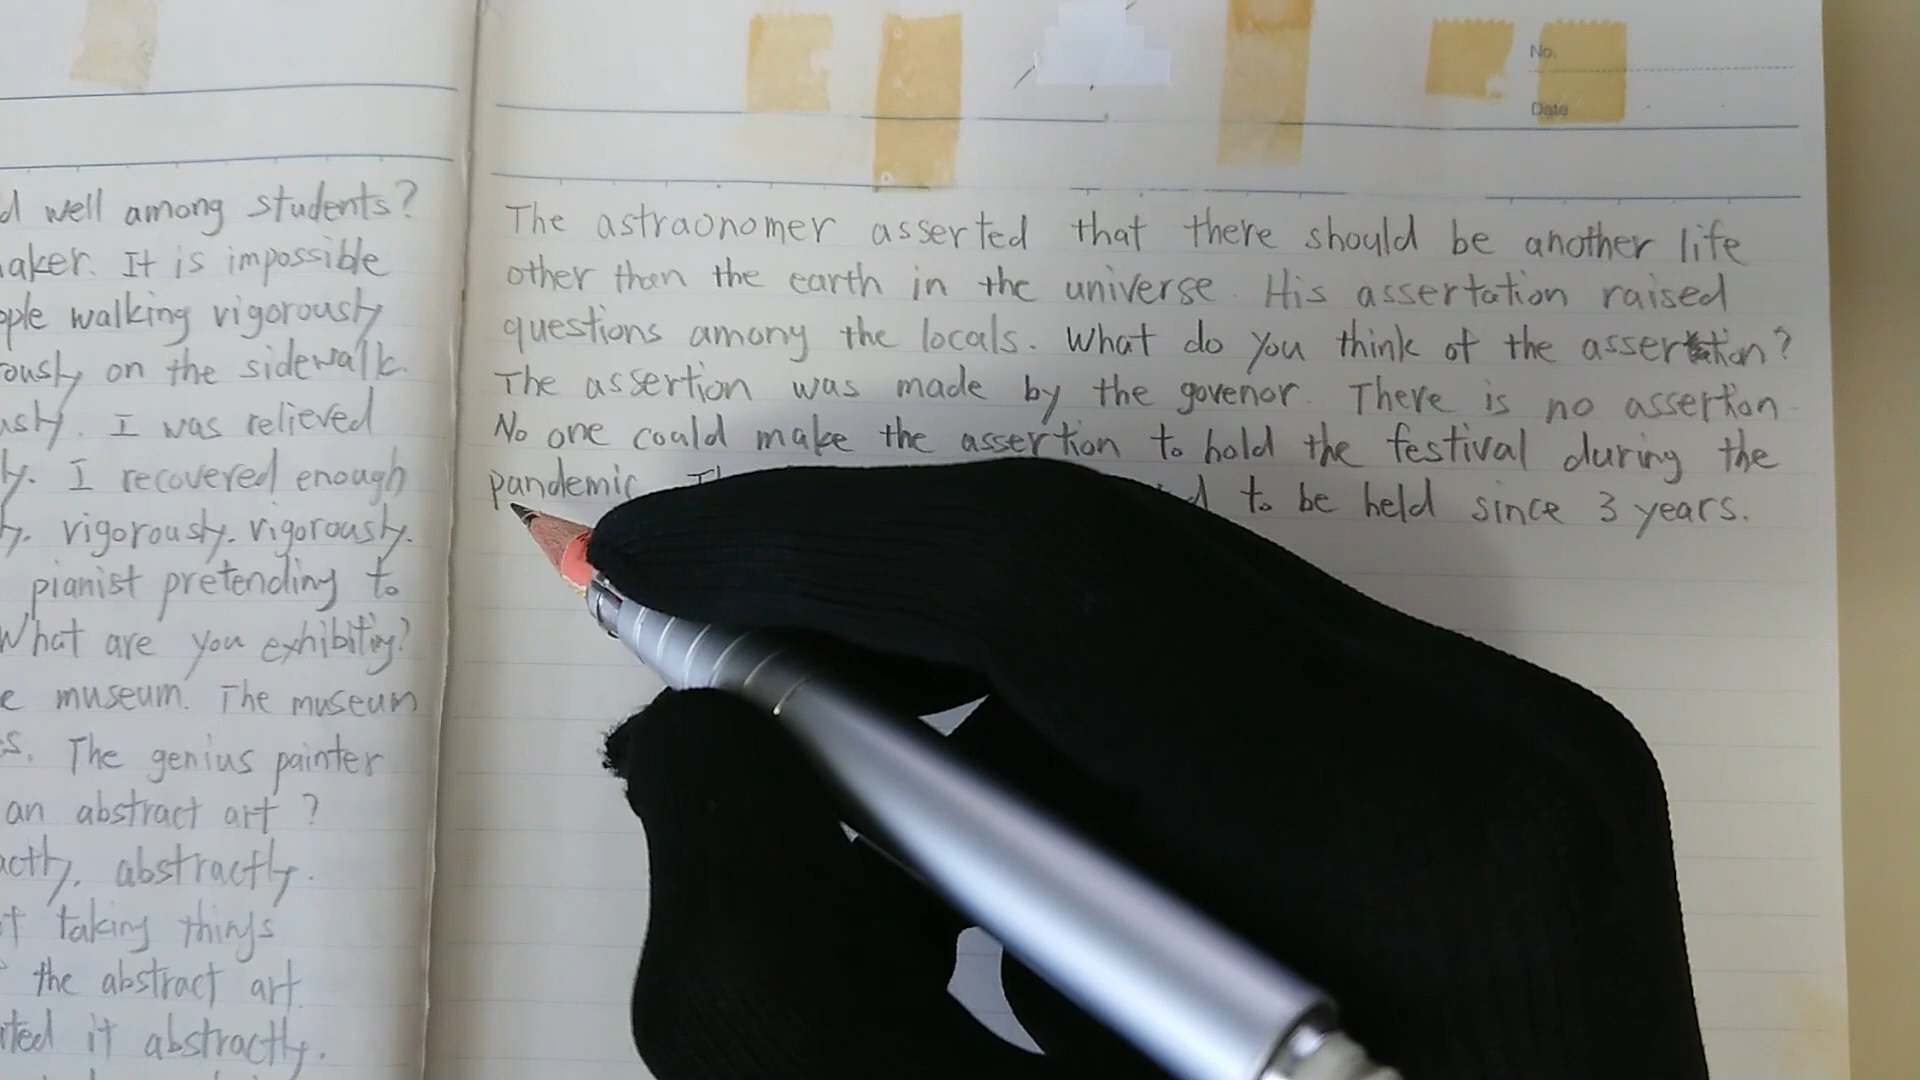 d well among students?
aker. It is impossible
ople walking vigorously
ously on the sidewalk.
usly. I was relieved
ly. I recovered enough
y. vigorously. vigorously.
pianist pretending to
What are you exhibiting?
e museum. The museum
s. The genius painter
an abstract art ?
actly, abstractly.
of taking things
the abstract art.
ted it abstractly.
No.
Date
The astraonomer asserted that there should be another life
other than the earth in the universe. His assertation raised
questions among the locals. What do you think of the assertion?
The assertion was made by the govenor. There is no assertion.
No one could make the assertion to hold the festival during the
pandemic. to be held since 3 years.